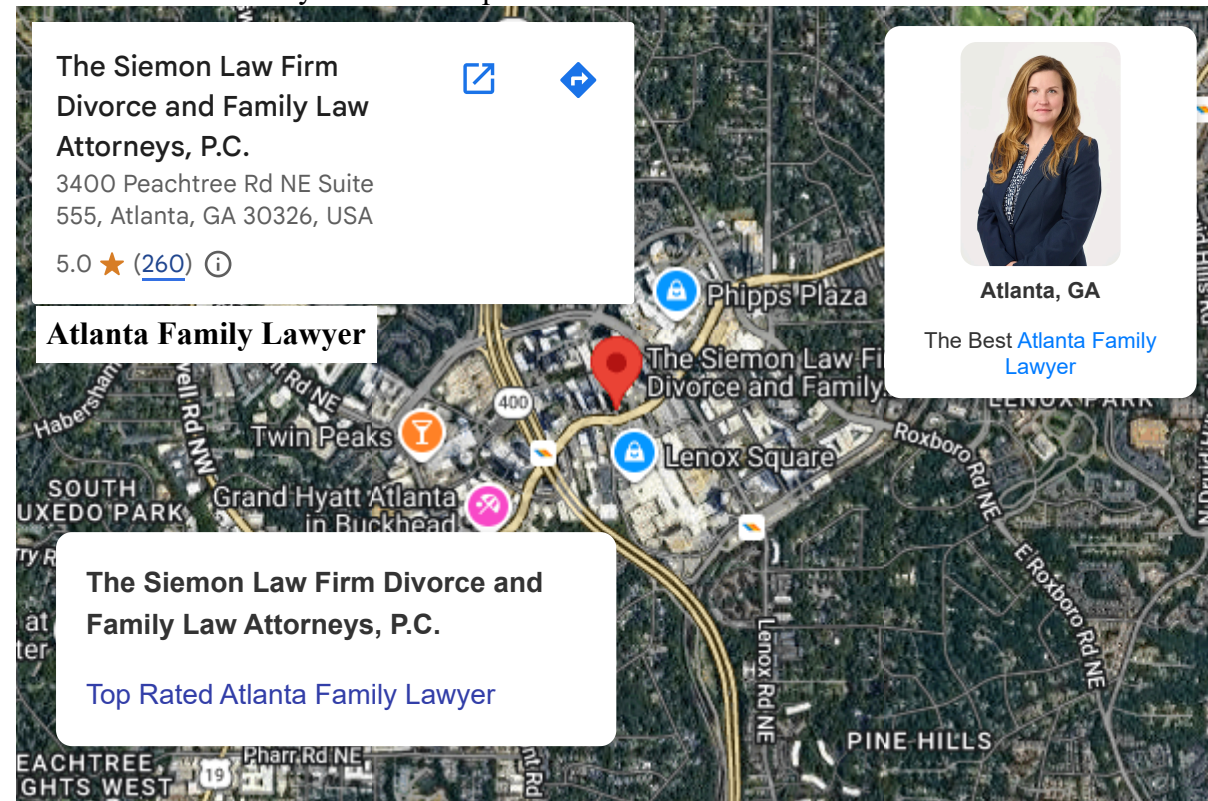 The Siemon Law Firm
Divorce and Family Law
Attorneys, P.C.
3400 Peachtree Rd NE Suite
555, Atlanta, GA 30326, USA
5.0 ★ (260)
Atlanta Family Lawyer
Atlanta, GA
The Best Atlanta Family
Lawyer
Phipps Plaza
The Siemon Law Fi
Divorce and Family
400
Twin Peaks
Lenox Square
LENOX PARK
Roxboro Rd NE
Habersham
Grand Hyatt Atlanta
in Buckhead
SOUTH
UXEDO PARK
E Roxboro Rd NE
The Siemon Law Firm Divorce and
Family Law Attorneys, P.C.
Top Rated Atlanta Family Lawyer
at
ter
Lenox Rd NE
PINE HILLS
Pharr Rd NE
EACHTREE
GHTS WEST
19